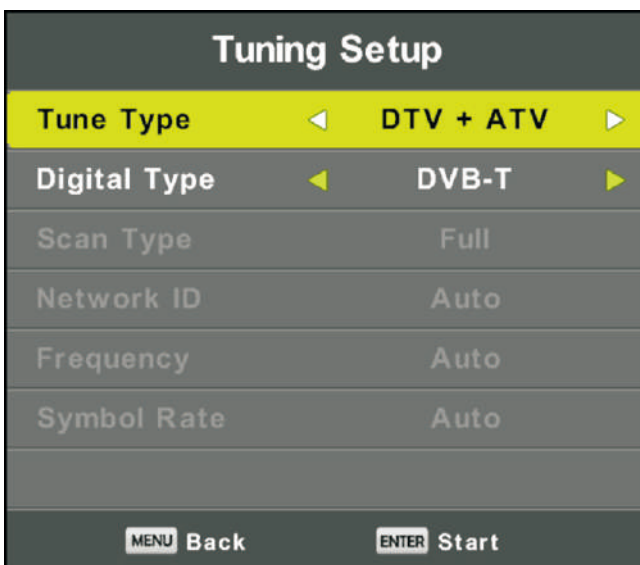 Tuning Setup
Tune Type DTV + ATV
Digital Type DVB-T
Scan Type Full
Network ID Auto
Frequency Auto
Symbol Rate Auto
MENU Back ENTER Start